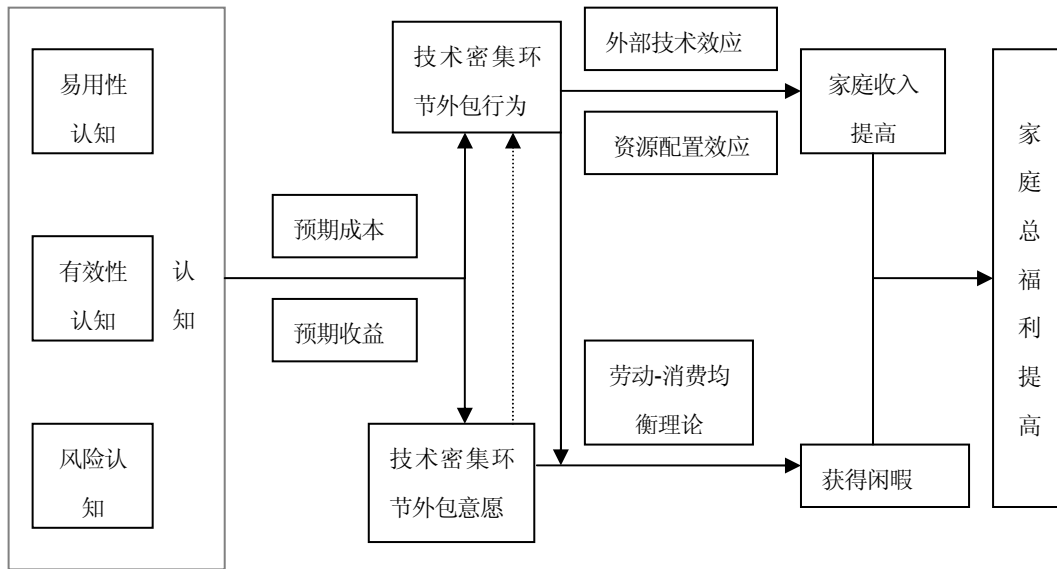 易用性
认知
有效性
认知
风险认
知
认
知
预期成本
预期收益
技术密集环
节外包行为
技术密集环
节外包意愿
外部技术效应
资源配置效应
劳动-消费均
衡理论
家庭收入
提高
获得闲暇
家
庭
总
福
利
提
高